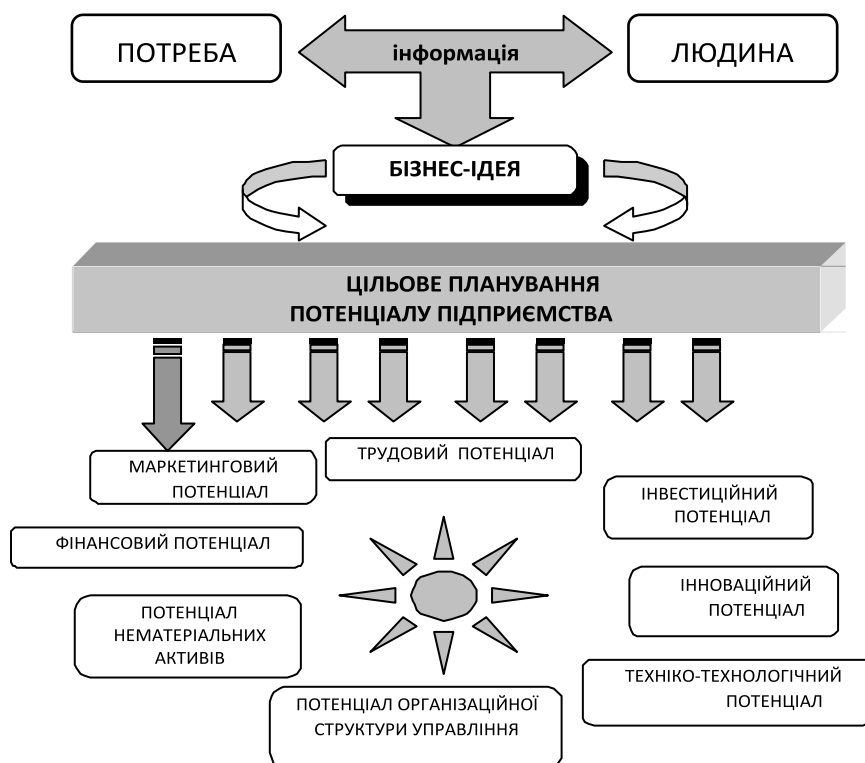 ПОТРЕБА
інформація
ЛЮДИНА
БІЗНЕС-ІДЕЯ
ЦІЛЬОВЕ ПЛАНУВАННЯ
ПОТЕНЦІАЛУ ПІДПРИЄМСТВА
МАРКЕТИНГОВИЙ
ПОТЕНЦІАЛ
ТРУДОВИЙ ПОТЕНЦІАЛ
ІНВЕСТИЦІЙНИЙ
ПОТЕНЦІАЛ
ФІНАНСОВИЙ ПОТЕНЦІАЛ
ІННОВАЦІЙНИЙ
ПОТЕНЦІАЛ
ПОТЕНЦІАЛ
НЕМАТЕРІАЛЬНИХ
АКТИВІВ
ТЕХНІКО-ТЕХНОЛОГІЧНИЙ
ПОТЕНЦІАЛ
ПОТЕНЦІАЛ ОРГАНІЗАЦІЙНОЇ
СТРУКТУРИ УПРАВЛІННЯ